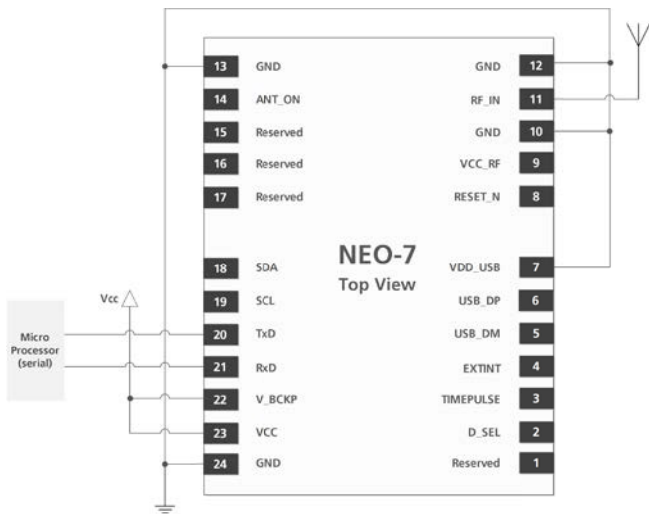 13 GND GND 12
14 ANT_ON RF_IN 11
15 Reserved GND 10
16 Reserved VCC_RF 9
17 Reserved RESET_N 8
NEO-7
Top View
18 SDA VDD_USB 7
Vcc
19 SCL USB_DP 6
Micro
Processor
(serial)
20 TxD USB_DM 5
21 RxD EXTINT 4
22 V_BCKP TIMEPULSE 3
23 VCC D_SEL 2
24 GND Reserved 1